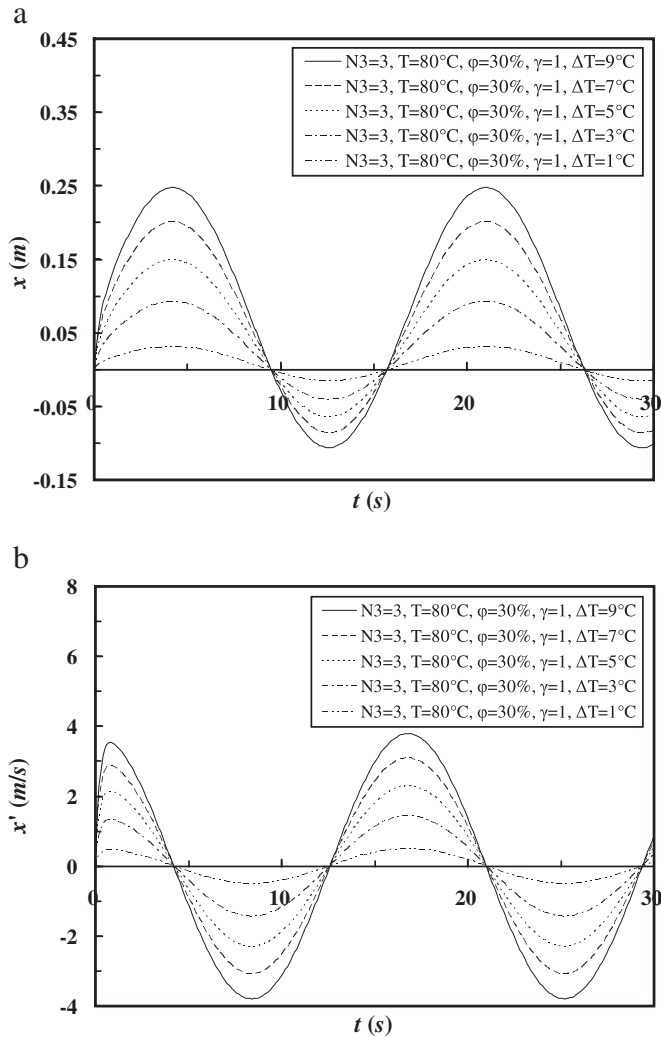 a
0.45
0.35
0.25
0.15
0.05
-0.05
-0.15
x (m)
N3=3, T=80°C, φ=30%, γ=1, ΔT=9°C
N3=3, T=80°C, φ=30%, γ=1, ΔT=7°C
N3=3, T=80°C, φ=30%, γ=1, ΔT=5°C
N3=3, T=80°C, φ=30%, γ=1, ΔT=3°C
N3=3, T=80°C, φ=30%, γ=1, ΔT=1°C
0 10 20 30
t (s)
b
8
6
4
2
0
-2
-4
x' (m/s)
N3=3, T=80°C, φ=30%, γ=1, ΔT=9°C
N3=3, T=80°C, φ=30%, γ=1, ΔT=7°C
N3=3, T=80°C, φ=30%, γ=1, ΔT=5°C
N3=3, T=80°C, φ=30%, γ=1, ΔT=3°C
N3=3, T=80°C, φ=30%, γ=1, ΔT=1°C
0 10 20 30
t (s)